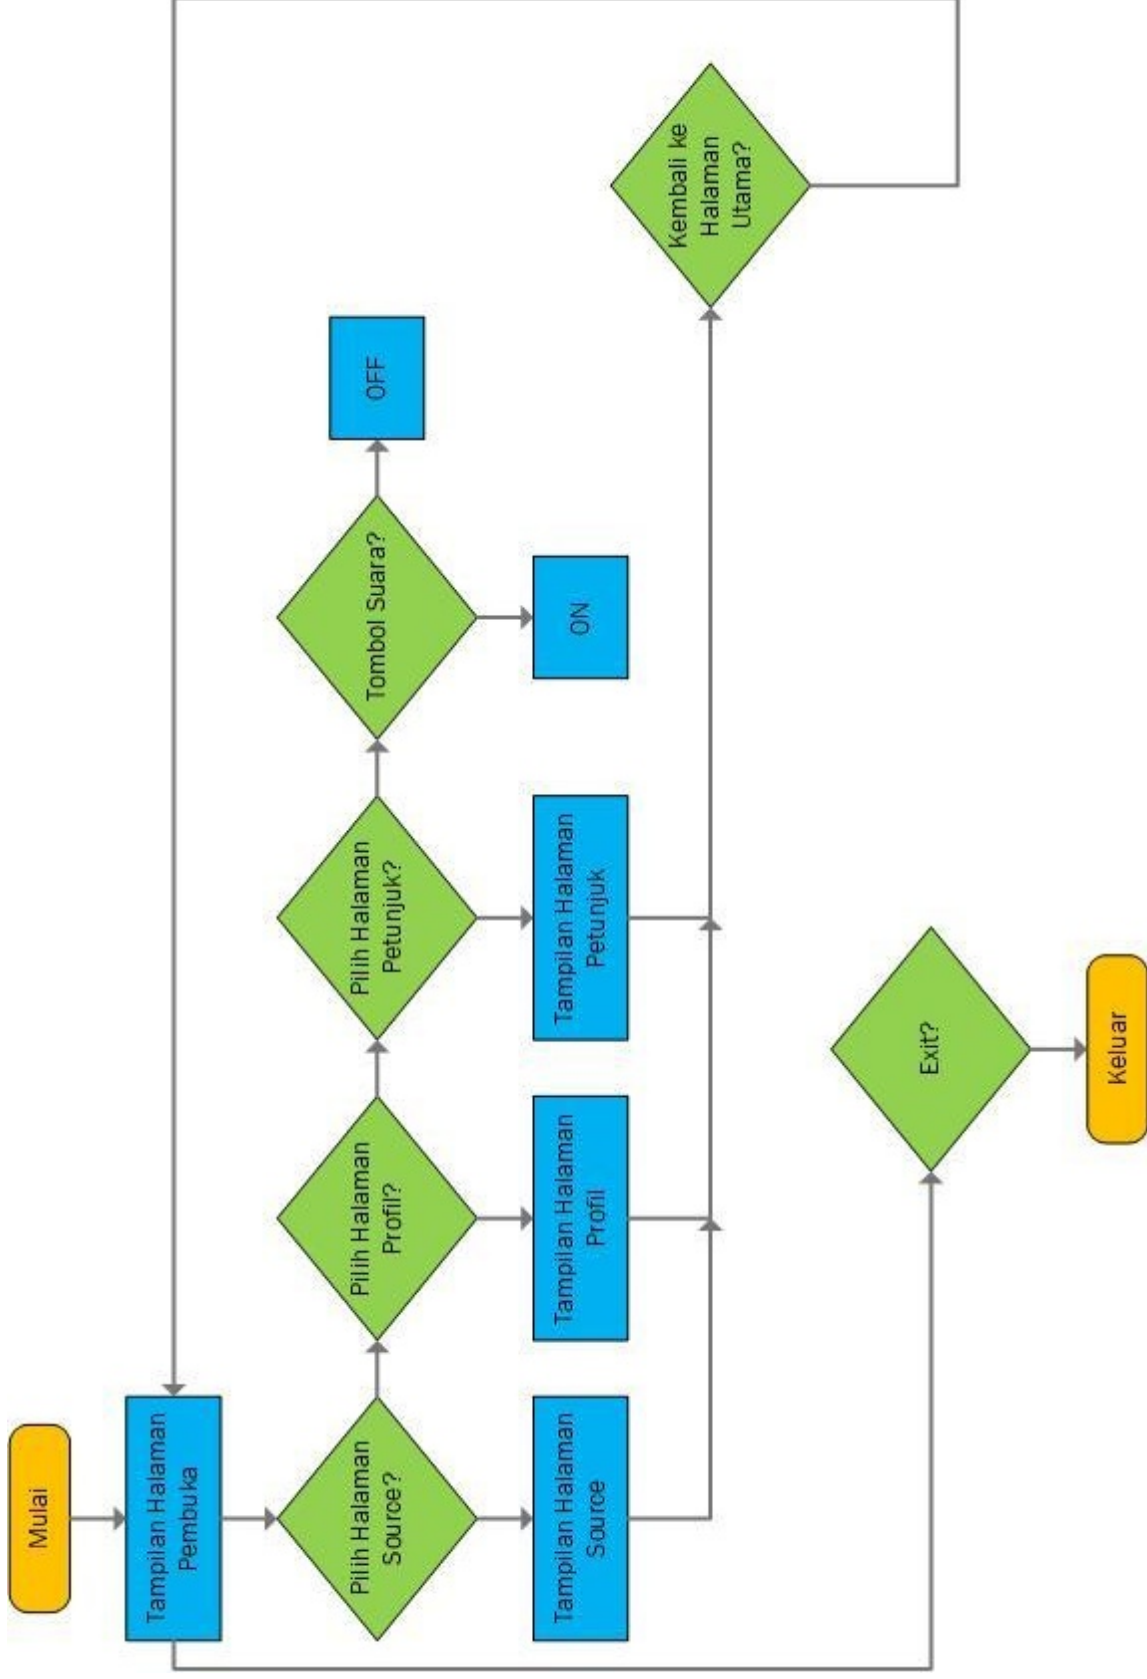 Mulai
Tampilan Halaman
Pembuka
Pilih Halaman
Source?
Pilih Halaman
Profil?
Pilih Halaman
Petunjuk?
Tombol Suara?
OFF
Tampilan Halaman
Source
Tampilan Halaman
Profil
Tampilan Halaman
Petunjuk
ON
Kembali ke
Halaman
Utama?
Exit?
Keluar